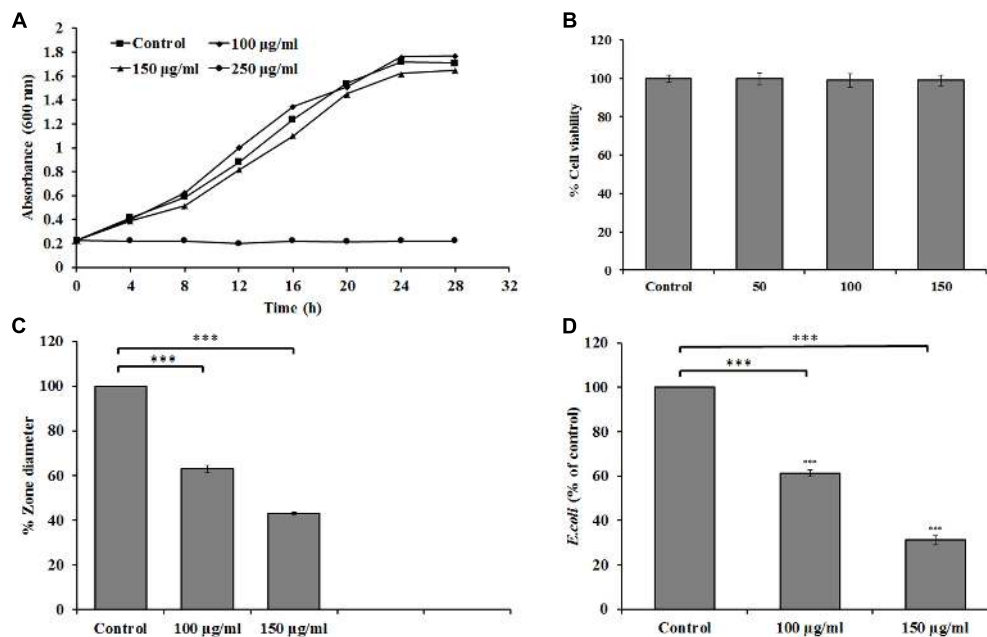 A
2
1.8
1.6
1.4
1.2
1
0.8
0.6
0.4
0.2
0
Absorbance (600 nm)
Control
100 µg/ml
150 µg/ml
250 µg/ml
0 4 8 12 16 20 24 28 32
Time (h)
B
120
100
80
60
40
20
0
% Cell viability
Control 50 100 150
C
120
100
80
60
40
20
0
% Zone diameter
***
***
Control 100 µg/ml 150 µg/ml
D
120
100
80
60
40
20
0
E.coli (% of control)
***
***
***
***
Control 100 µg/ml 150 µg/ml